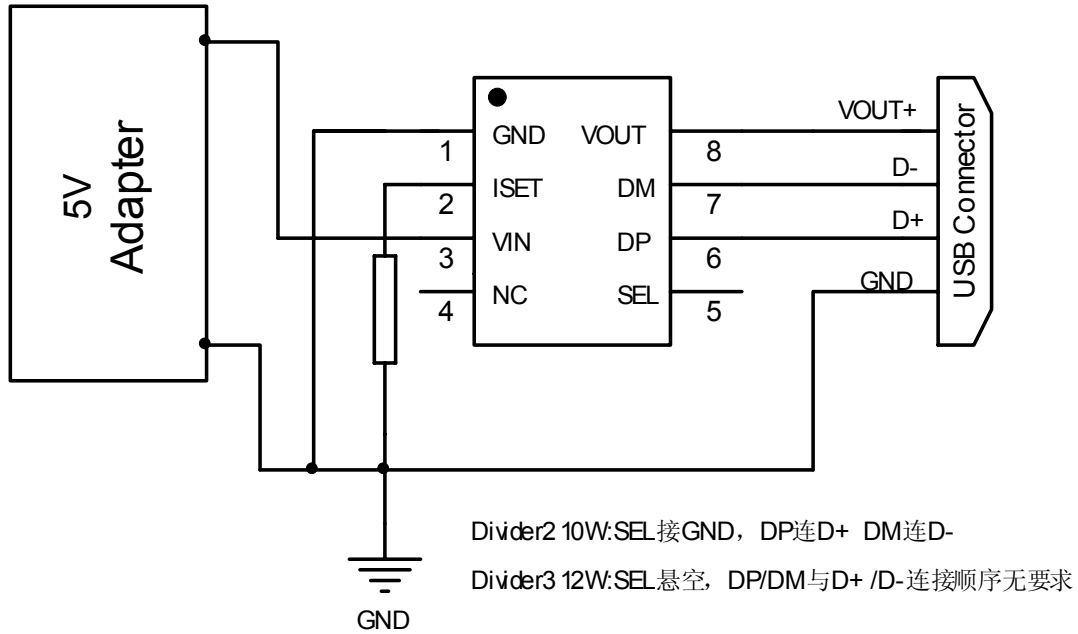 5V
Adapter
GND VOUT
1 8
ISET DM
2 7
VIN DP
3 6
NC SEL
4 5
VOUT+
D-
D+
GND
USB Connector
Divider2 10W:SEL接GND，DP连D+ DM连D-
Divider3 12W:SEL悬空，DP/DM与D+ /D-连接顺序无要求
GND